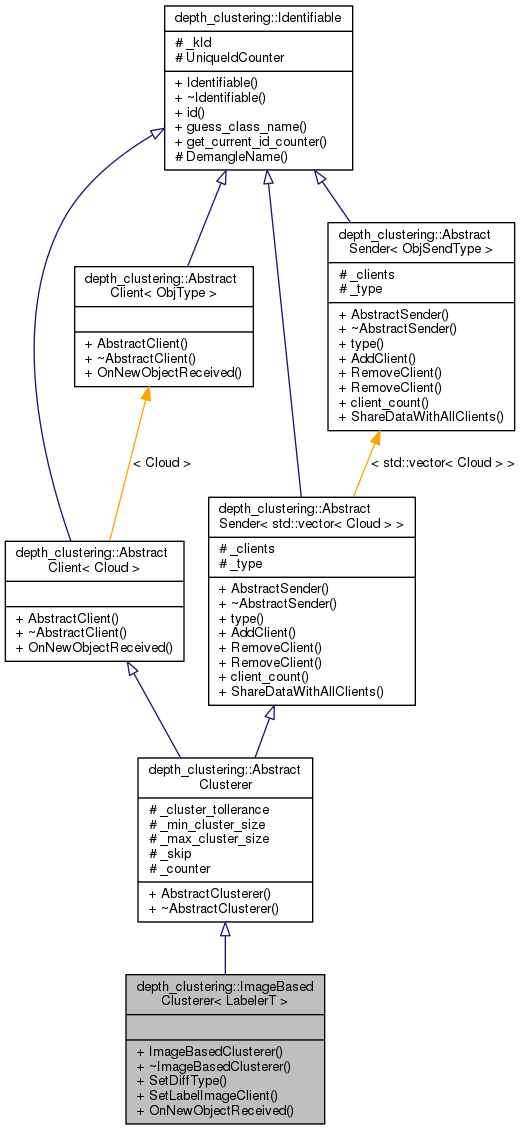 depth_clustering::Identifiable
# _kId
# UniqueIdCounter
+ Identifiable()
+ ~Identifiable()
+ id()
+ guess_class_name()
+ get_current_id_counter()
# DemangleName()
depth_clustering::Abstract
Sender< ObjSendType >
# _clients
# _type
+ AbstractSender()
+ ~AbstractSender()
+ type()
+ AddClient()
+ RemoveClient()
+ RemoveClient()
+ client_count()
+ ShareDataWithAllClients()
depth_clustering::Abstract
Client< ObjType >
+ AbstractClient()
+ ~AbstractClient()
+ OnNewObjectReceived()
< Cloud >
< std::vector< Cloud > >
depth_clustering::Abstract
Sender< std::vector< Cloud > >
# _clients
# _type
+ AbstractSender()
+ ~AbstractSender()
+ type()
+ AddClient()
+ RemoveClient()
+ RemoveClient()
+ client_count()
+ ShareDataWithAllClients()
depth_clustering::Abstract
Client< Cloud >
+ AbstractClient()
+ ~AbstractClient()
+ OnNewObjectReceived()
depth_clustering::Abstract
Clusterer
# _cluster_tollerance
# _min_cluster_size
# _max_cluster_size
# _skip
# _counter
+ AbstractClusterer()
+ ~AbstractClusterer()
depth_clustering::ImageBased
Clusterer< LabelerT >
+ ImageBasedClusterer()
+ ~ImageBasedClusterer()
+ SetDiffType()
+ SetLabelImageClient()
+ OnNewObjectReceived()